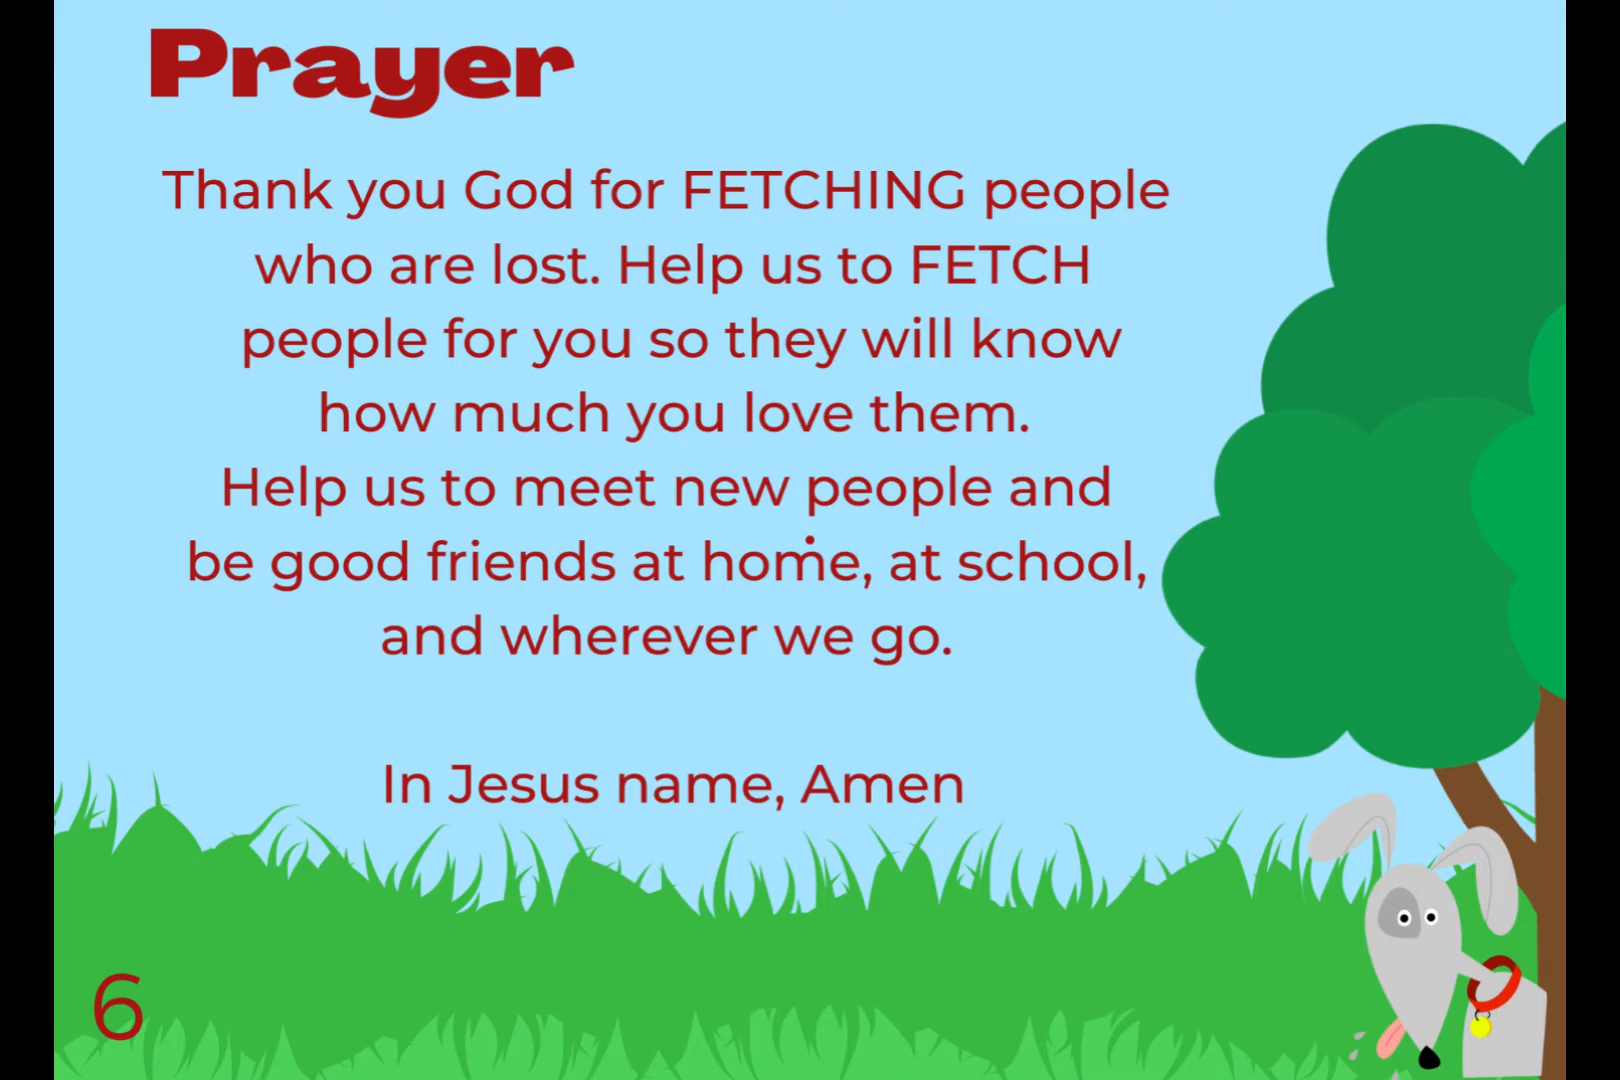 Prayer
Thank you God for FETCHING people
who are lost. Help us to FETCH
people for you so they will know
how much you love them.
Help us to meet new people and
be good friends at home, at school,
and wherever we go.
In Jesus name, Amen
6